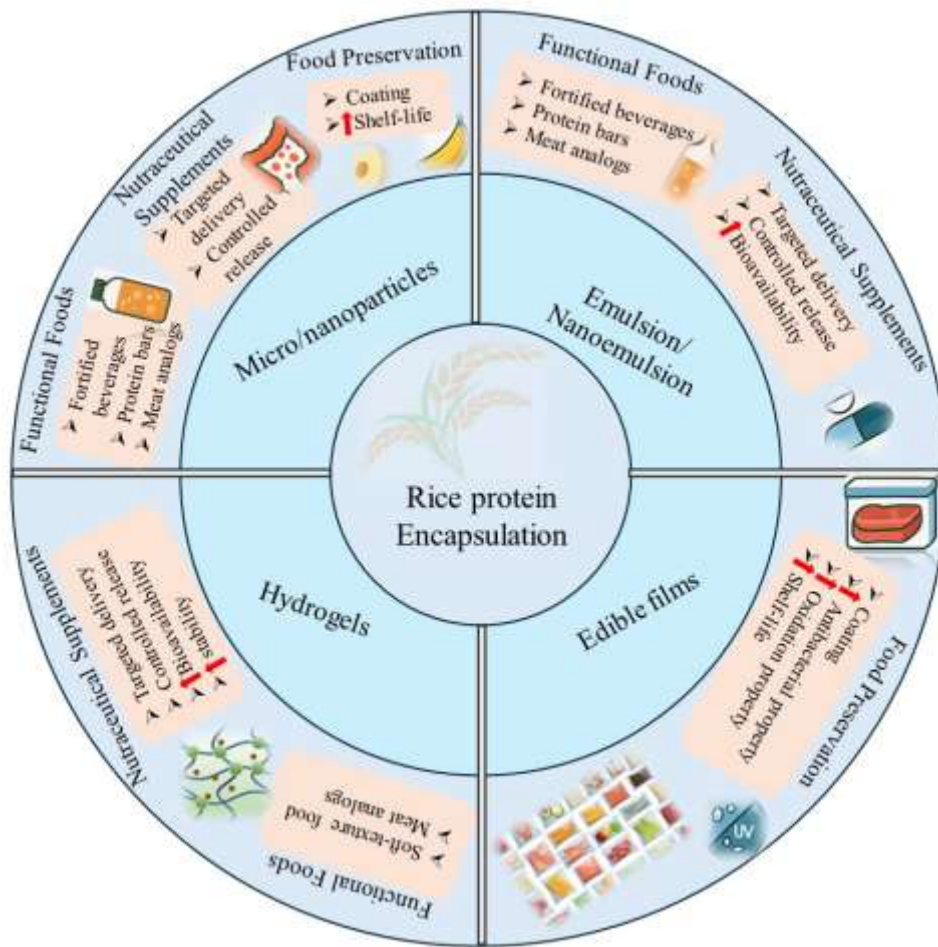 Food Preservation
➤ Coating
➤ ↑Shelf-life
Nutraceutical
Supplements
➤ Targeted
delivery
➤ Controlled
release
Functional Foods
➤ Fortified
beverages
➤ Protein bars
➤ Meat analogs
Micro/nanoparticles
Functional Foods
➤ Fortified beverages
➤ Protein bars
➤ Meat analogs
Nutraceutical Supplements
➤ Targeted delivery
➤ Controlled release
➤ ↑Bioavailability
Emulsion/
Nanoemulsion
Rice protein
Encapsulation
Hydrogels
Nutraceutical Supplements
➤ Targeted delivery
➤ Controlled release
➤ ↑Bioavailability
➤ ↑stability
Functional Foods
➤ Soft-texture food
➤ Meat analogs
Edible films
Food Preservation
➤ Coating
➤ Antibacterial property
➤ Oxidation property
➤ Shelf-life
UV